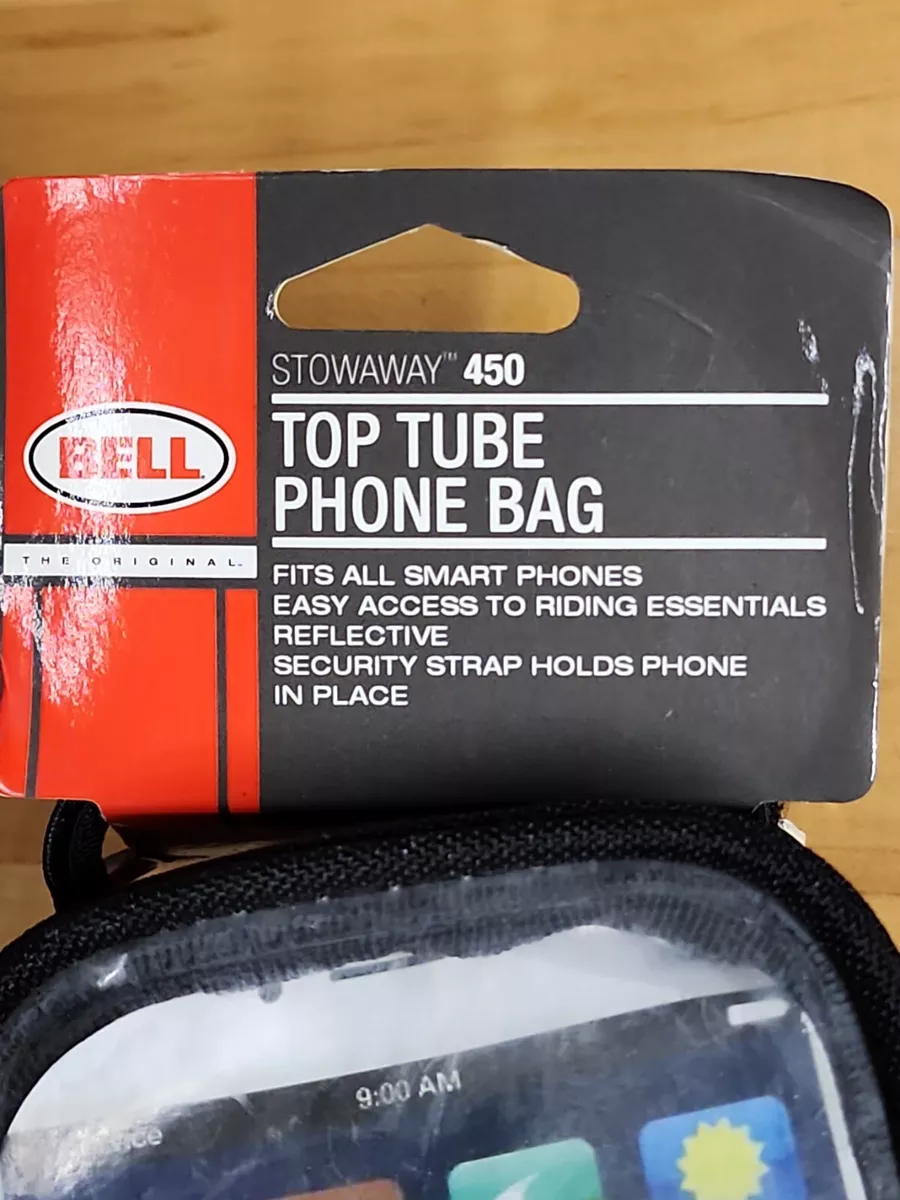 STOWAWAY™ 450
BELL
TOP TUBE
PHONE BAG
THE ORIGINAL™
FITS ALL SMART PHONES
EASY ACCESS TO RIDING ESSENTIALS
REFLECTIVE
SECURITY STRAP HOLDS PHONE
IN PLACE
9:00 AM